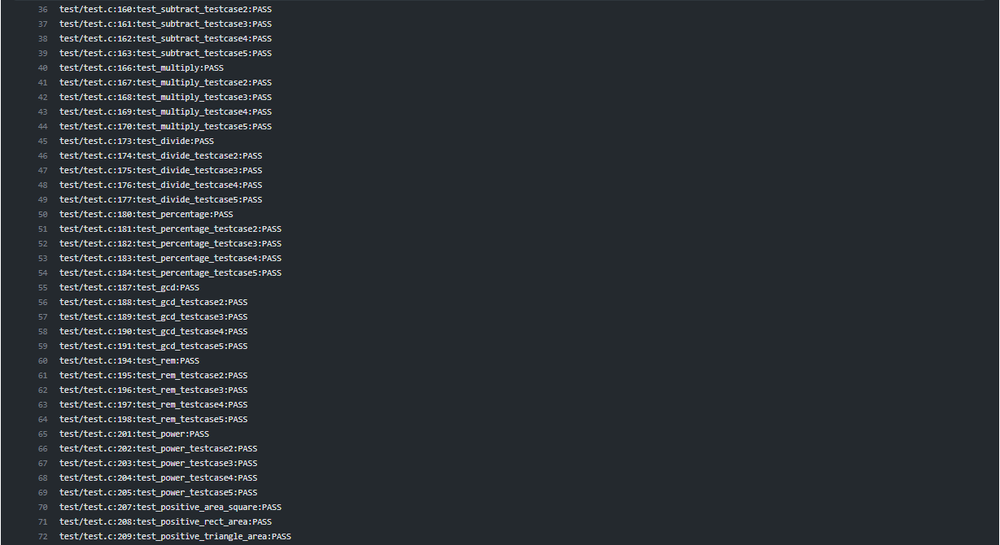 36 test/test.c:160:test_subtract_testcase2:PASS
37 test/test.c:161:test_subtract_testcase3:PASS
38 test/test.c:162:test_subtract_testcase4:PASS
39 test/test.c:163:test_subtract_testcase5:PASS
40 test/test.c:166:test_multiply:PASS
41 test/test.c:167:test_multiply_testcase2:PASS
42 test/test.c:168:test_multiply_testcase3:PASS
43 test/test.c:169:test_multiply_testcase4:PASS
44 test/test.c:170:test_multiply_testcase5:PASS
45 test/test.c:173:test_divide:PASS
46 test/test.c:174:test_divide_testcase2:PASS
47 test/test.c:175:test_divide_testcase3:PASS
48 test/test.c:176:test_divide_testcase4:PASS
49 test/test.c:177:test_divide_testcase5:PASS
50 test/test.c:180:test_percentage:PASS
51 test/test.c:181:test_percentage_testcase2:PASS
52 test/test.c:182:test_percentage_testcase3:PASS
53 test/test.c:183:test_percentage_testcase4:PASS
54 test/test.c:184:test_percentage_testcase5:PASS
55 test/test.c:187:test_gcd:PASS
56 test/test.c:188:test_gcd_testcase2:PASS
57 test/test.c:189:test_gcd_testcase3:PASS
58 test/test.c:190:test_gcd_testcase4:PASS
59 test/test.c:191:test_gcd_testcase5:PASS
60 test/test.c:194:test_rem:PASS
61 test/test.c:195:test_rem_testcase2:PASS
62 test/test.c:196:test_rem_testcase3:PASS
63 test/test.c:197:test_rem_testcase4:PASS
64 test/test.c:198:test_rem_testcase5:PASS
65 test/test.c:201:test_power:PASS
66 test/test.c:202:test_power_testcase2:PASS
67 test/test.c:203:test_power_testcase3:PASS
68 test/test.c:204:test_power_testcase4:PASS
69 test/test.c:205:test_power_testcase5:PASS
70 test/test.c:207:test_positive_area_square:PASS
71 test/test.c:208:test_positive_rect_area:PASS
72 test/test.c:209:test_positive_triangle_area:PASS